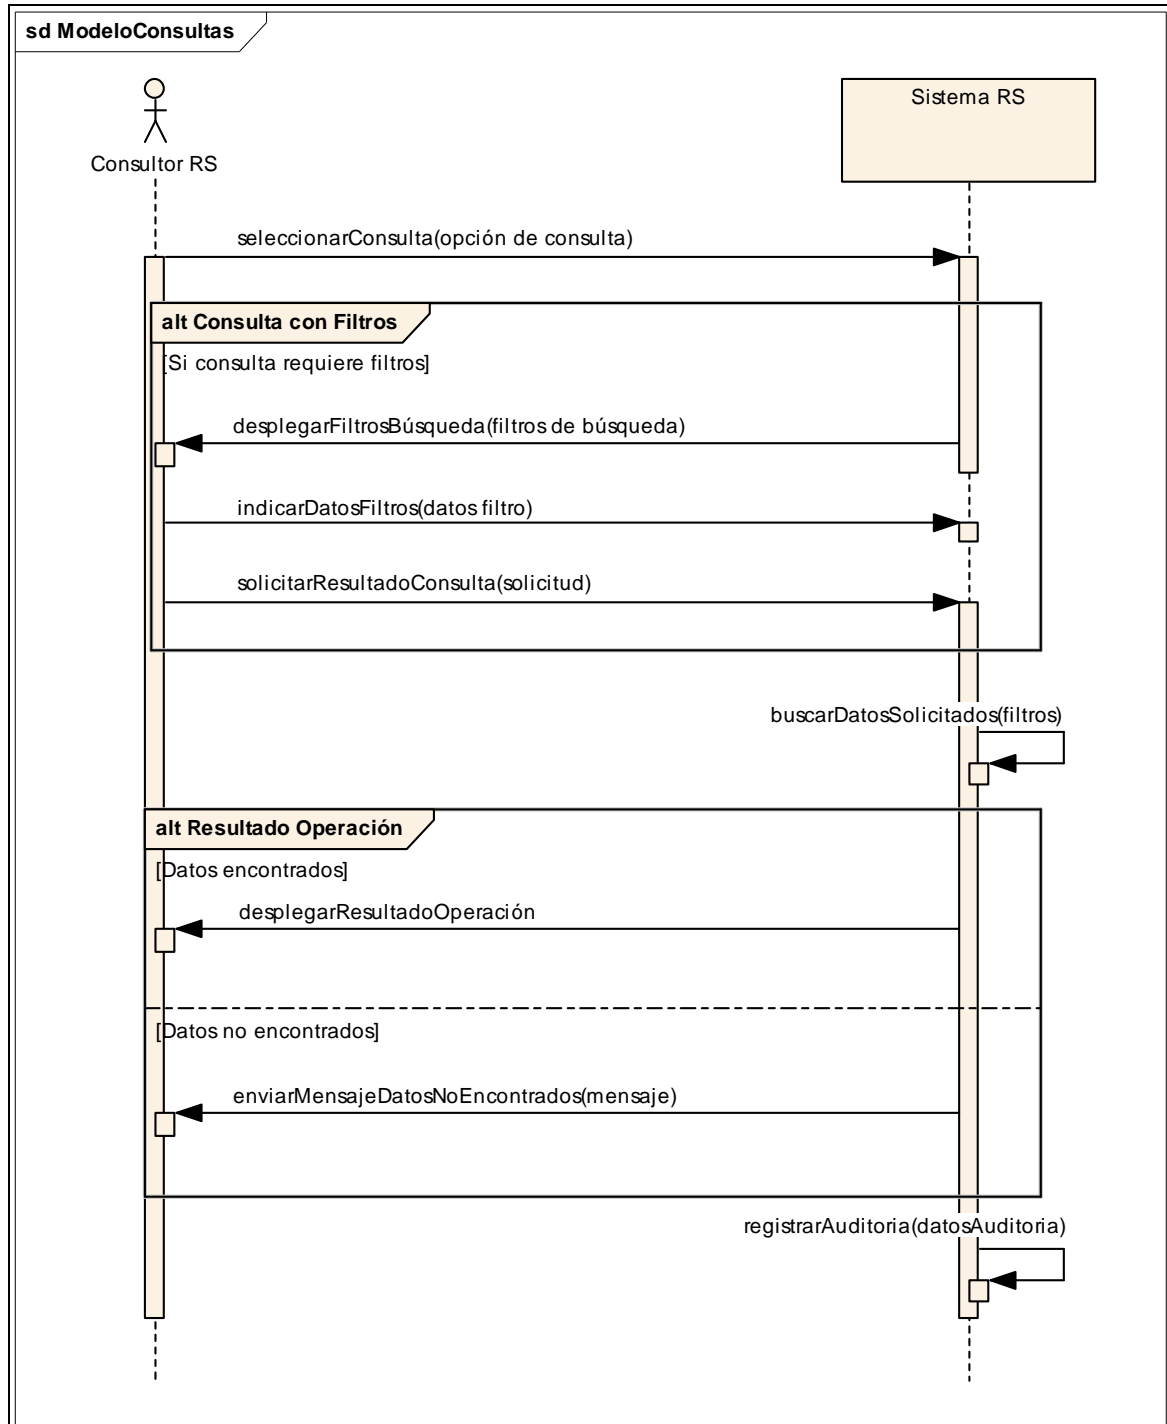 sd ModeloConsultas
Consultor RS
Sistema RS
seleccionarConsulta(opción de consulta)
alt Consulta con Filtros
[Si consulta requiere filtros]
desplegarFiltrosBúsqueda(filtros de búsqueda)
indicarDatosFiltros(datos filtro)
solicitarResultadoConsulta(solicitud)
buscarDatosSolicitados(filtros)
alt Resultado Operación
[Datos encontrados]
desplegarResultadoOperación
[Datos no encontrados]
enviarMensajeDatosNoEncontrados(mensaje)
registrarAuditoria(datosAuditoria)